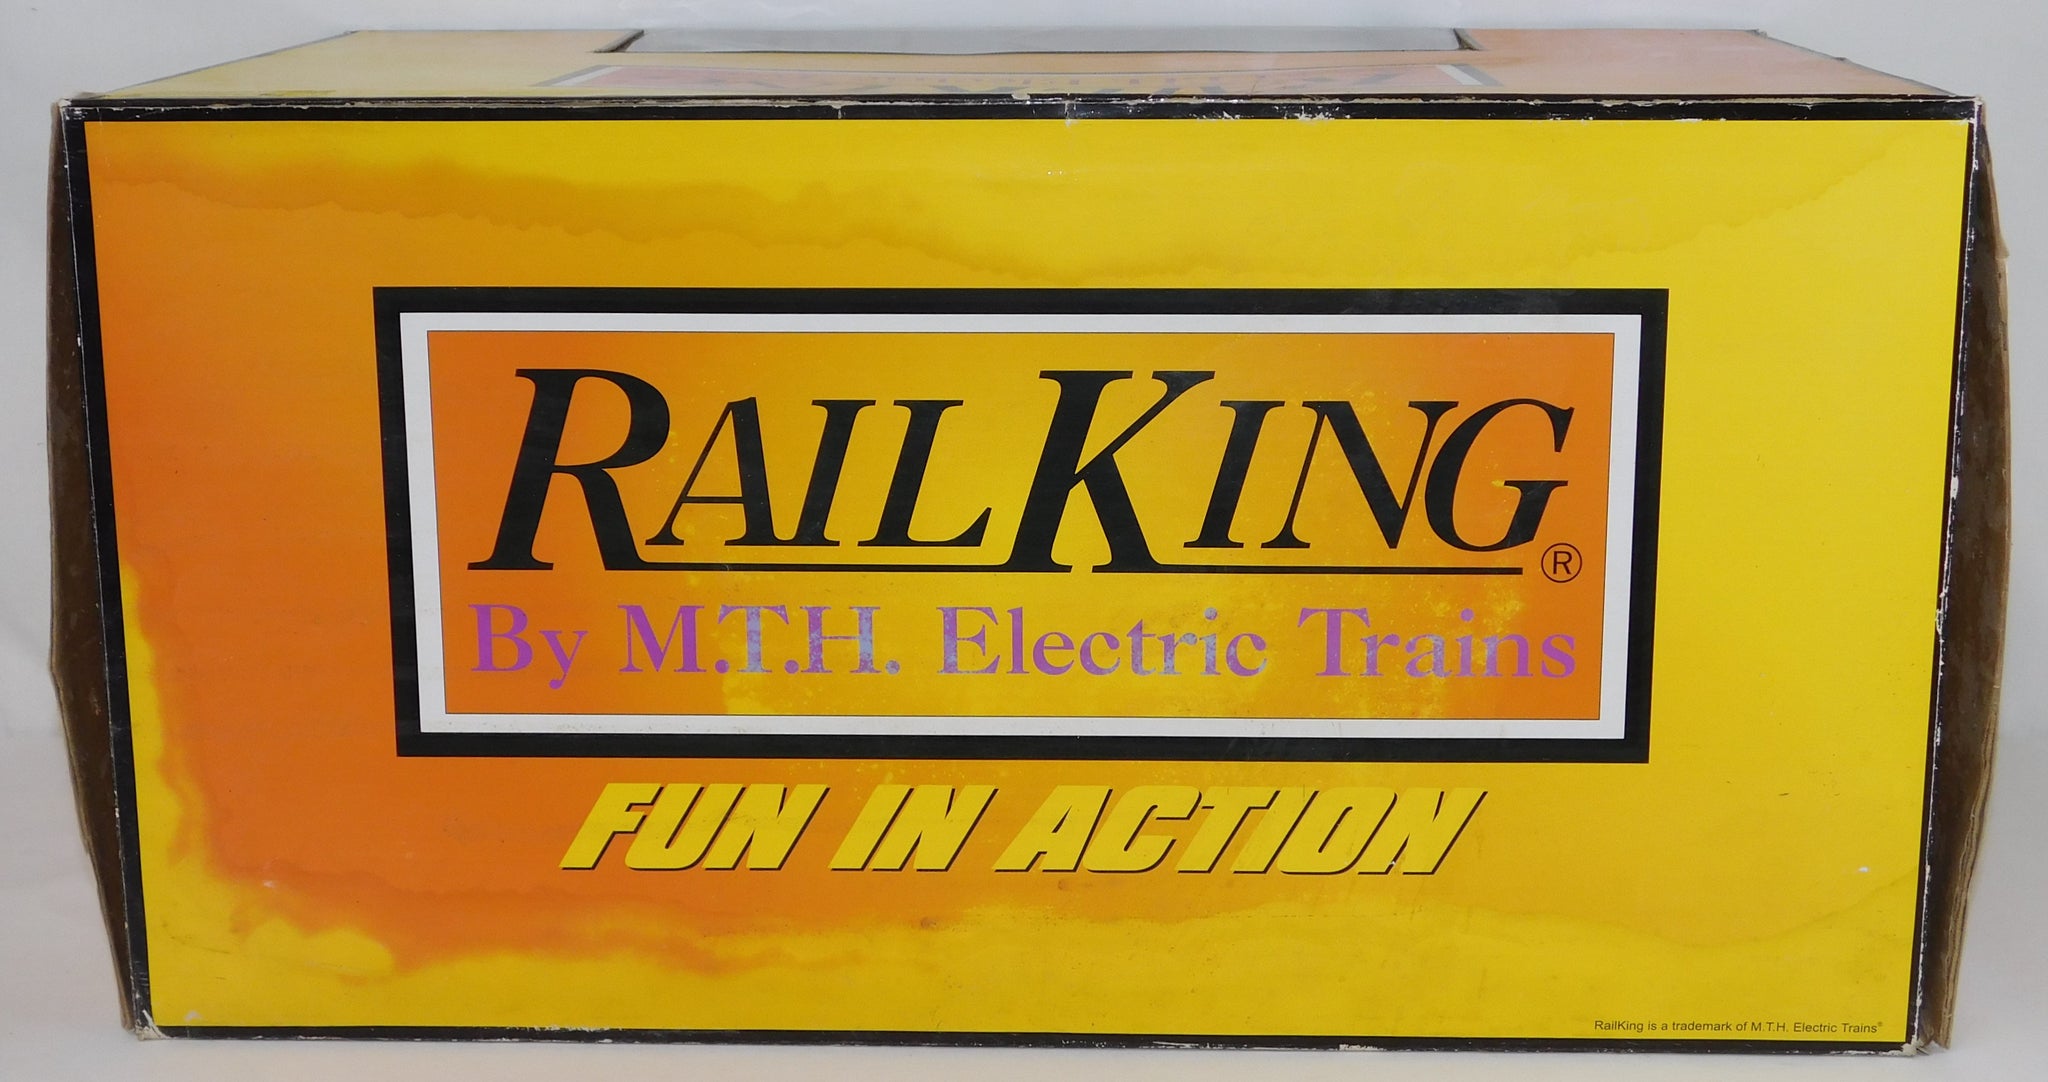 RAILKING®
By M.T.H. Electric Trains
FUN IN ACTION
RailKing is a trademark of M.T.H. Electric Trains®